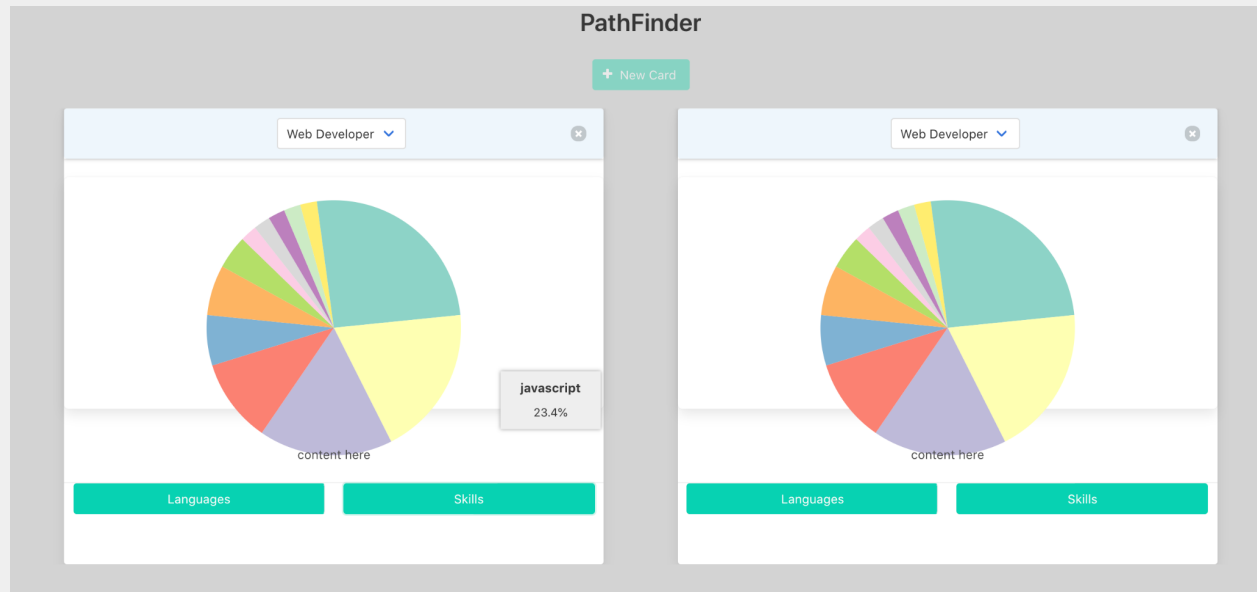 PathFinder
+ New Card
Web Developer
Web Developer
javascript
23.4%
content here
content here
Languages
Skills
Languages
Skills